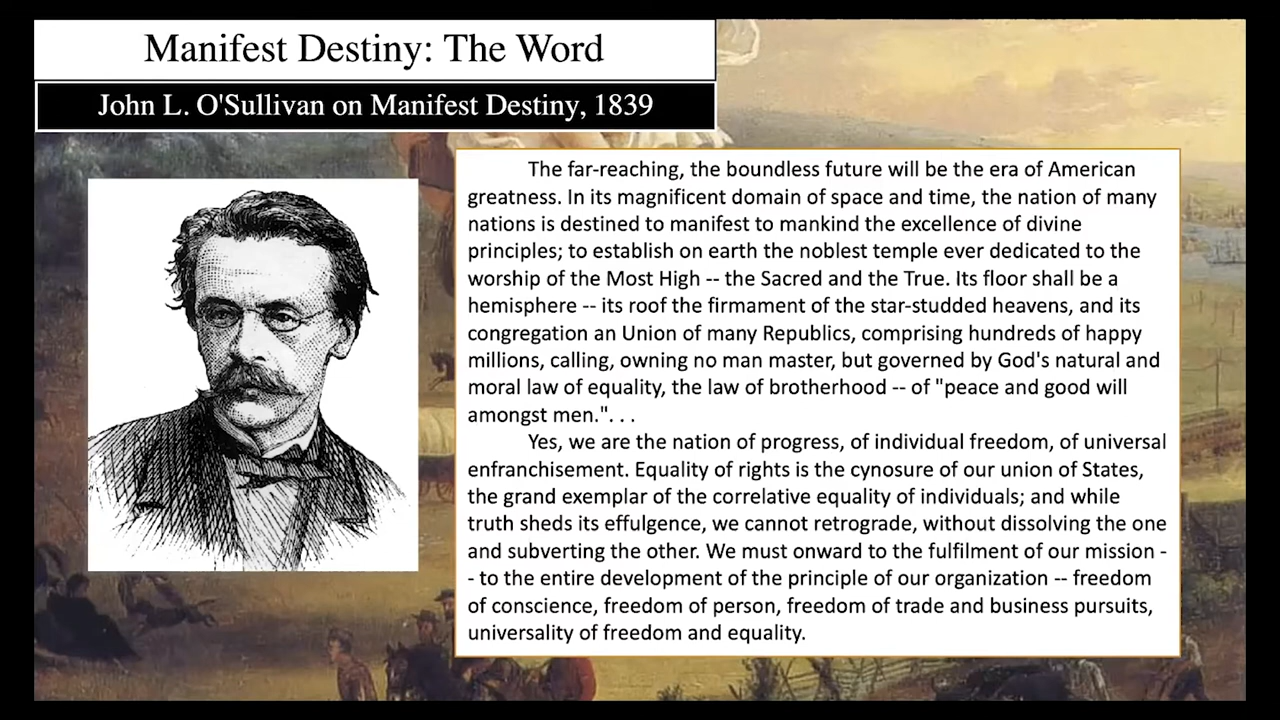 Manifest Destiny: The Word
John L. O'Sullivan on Manifest Destiny, 1839
The far-reaching, the boundless future will be the era of American
greatness. In its magnificent domain of space and time, the nation of many
nations is destined to manifest to mankind the excellence of divine
principles; to establish on earth the noblest temple ever dedicated to the
worship of the Most High -- the Sacred and the True. Its floor shall be a
hemisphere -- its roof the firmament of the star-studded heavens, and its
congregation an Union of many Republics, comprising hundreds of happy
millions, calling, owning no man master, but governed by God's natural and
moral law of equality, the law of brotherhood -- of "peace and good will
amongst men.". . .
Yes, we are the nation of progress, of individual freedom, of universal
enfranchisement. Equality of rights is the cynosure of our union of States,
the grand exemplar of the correlative equality of individuals; and while
truth sheds its effulgence, we cannot retrograde, without dissolving the one
and subverting the other. We must onward to the fulfilment of our mission -
- to the entire development of the principle of our organization -- freedom
of conscience, freedom of person, freedom of trade and business pursuits,
universality of freedom and equality.